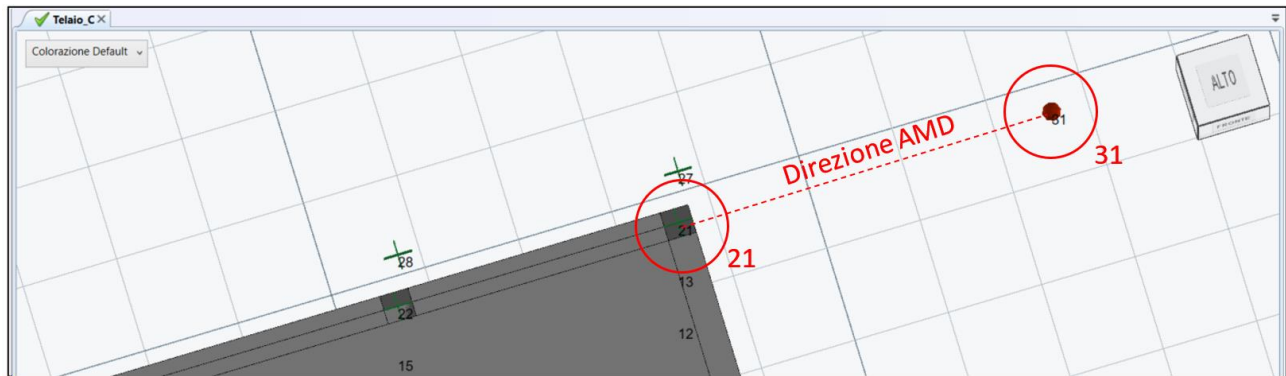 Telaio_C
Colorazione Default
ALTO
FRONTE
Direzione AMD
31
31
27
21
21
28
13
22
12
15